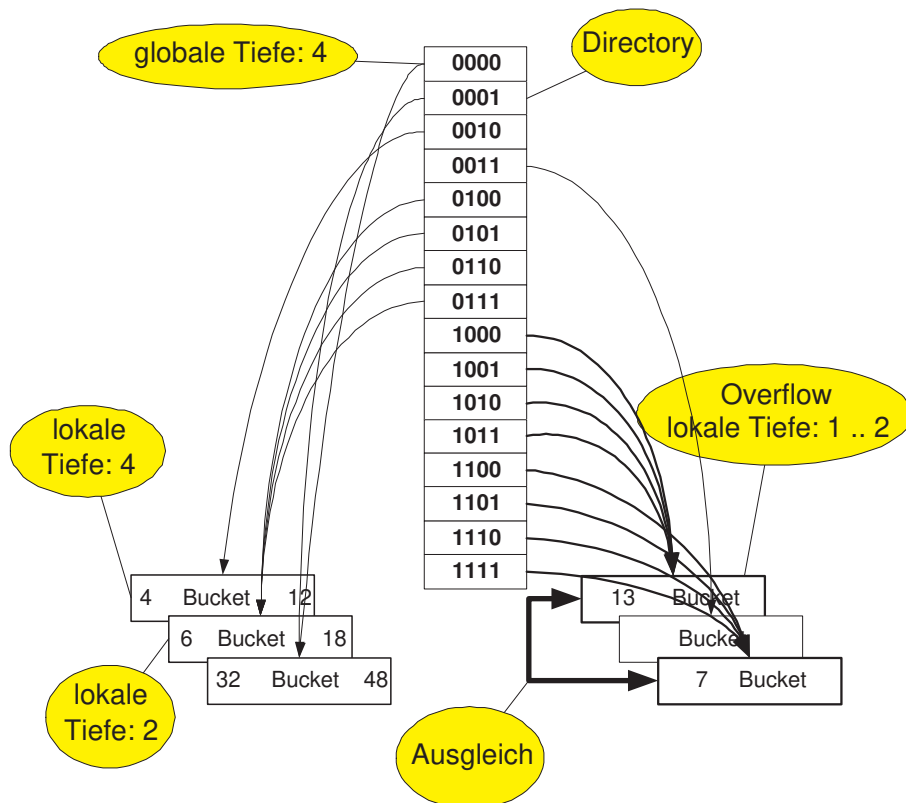 globale Tiefe: 4
Directory
0000
0001
0010
0011
0100
0101
0110
0111
1000
1001
1010
1011
1100
1101
1110
1111
Overflow
lokale Tiefe: 1 .. 2
lokale
Tiefe: 4
4 Bucket 12
6 Bucket 18
32 Bucket 48
lokale
Tiefe: 2
13 Bucket
Bucket
7 Bucket
Ausgleich